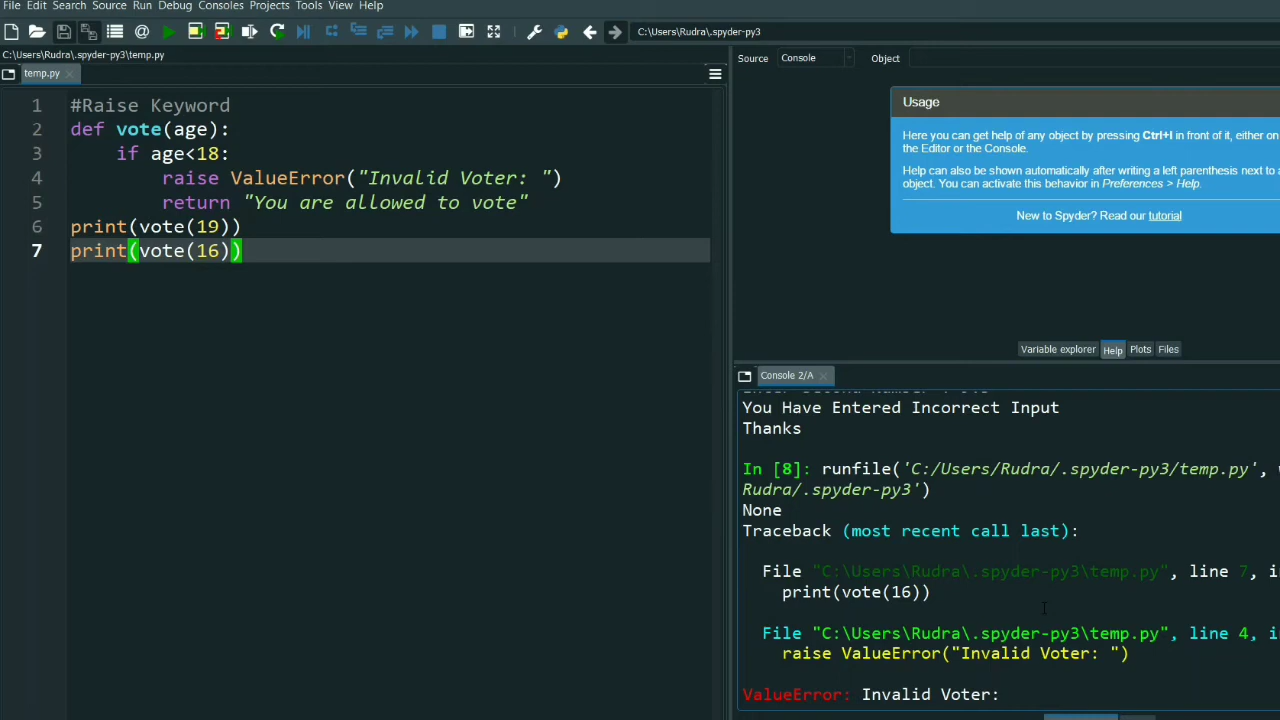 File Edit Search Source Run Debug Consoles Projects Tools View Help
C:\Users\Rudra\.spyder-py3
C:\Users\Rudra\.spyder-py3\temp.py
temp.py
1 #Raise Keyword
2 def vote(age):
3     if age<18:
4         raise ValueError("Invalid Voter: ")
5         return "You are allowed to vote"
6 print(vote(19))
7 print(vote(16))
Source Console Object
Usage
Here you can get help of any object by pressing Ctrl+I in front of it, either on
the Editor or the Console.
Help can also be shown automatically after writing a left parenthesis next to a
object. You can activate this behavior in Preferences > Help.
New to Spyder? Read our tutorial
Variable explorer Help Plots Files
Console 2/A
You Have Entered Incorrect Input
Thanks
In [8]: runfile('C:/Users/Rudra/.spyder-py3/temp.py',
Rudra/.spyder-py3')
None
Traceback (most recent call last):
File "C:\Users\Rudra\.spyder-py3\temp.py", line 7,
print(vote(16))
File "C:\Users\Rudra\.spyder-py3\temp.py", line 4,
raise ValueError("Invalid Voter: ")
ValueError: Invalid Voter: